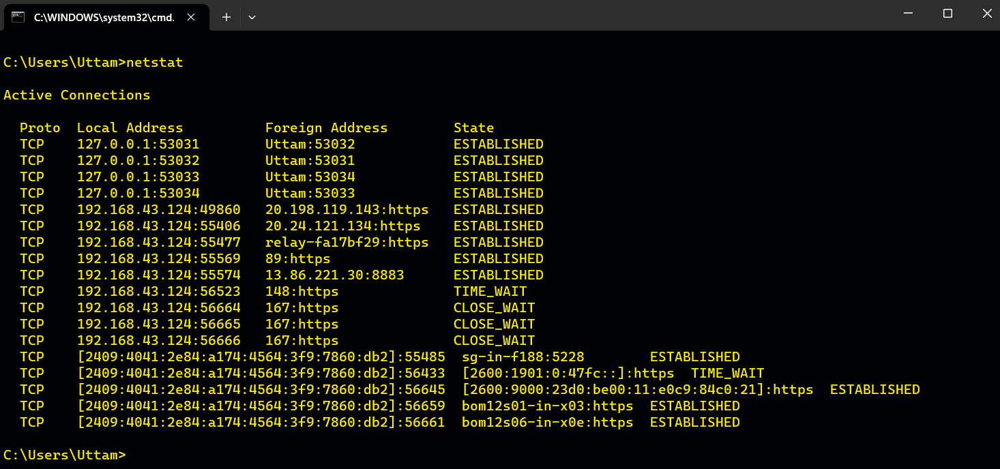 C:\WINDOWS\system32\cmd.
C:\Users\Uttam>netstat
Active Connections
Proto  Local Address          Foreign Address        State
TCP    127.0.0.1:53031        Uttam:53032            ESTABLISHED
TCP    127.0.0.1:53032        Uttam:53031            ESTABLISHED
TCP    127.0.0.1:53033        Uttam:53034            ESTABLISHED
TCP    127.0.0.1:53034        Uttam:53033            ESTABLISHED
TCP    192.168.43.124:49860   20.198.119.143:https   ESTABLISHED
TCP    192.168.43.124:55406   20.24.121.134:https    ESTABLISHED
TCP    192.168.43.124:55477   relay-fa17bf29:https   ESTABLISHED
TCP    192.168.43.124:55569   89:https               ESTABLISHED
TCP    192.168.43.124:55574   13.86.221.30:8883      ESTABLISHED
TCP    192.168.43.124:56523   148:https              TIME_WAIT
TCP    192.168.43.124:56664   167:https              CLOSE_WAIT
TCP    192.168.43.124:56665   167:https              CLOSE_WAIT
TCP    192.168.43.124:56666   167:https              CLOSE_WAIT
TCP    [2409:4041:2e84:a174:4564:3f9:7860:db2]:55485  sg-in-f188:5228        ESTABLISHED
TCP    [2409:4041:2e84:a174:4564:3f9:7860:db2]:56433  [2600:1901:0:47fc::]:https  TIME_WAIT
TCP    [2409:4041:2e84:a174:4564:3f9:7860:db2]:56645  [2600:9000:23d0:be00:11:e0c9:84c0:21]:https  ESTABLISHED
TCP    [2409:4041:2e84:a174:4564:3f9:7860:db2]:56659  bom12s01-in-x03:https  ESTABLISHED
TCP    [2409:4041:2e84:a174:4564:3f9:7860:db2]:56661  bom12s06-in-x0e:https  ESTABLISHED
C:\Users\Uttam>